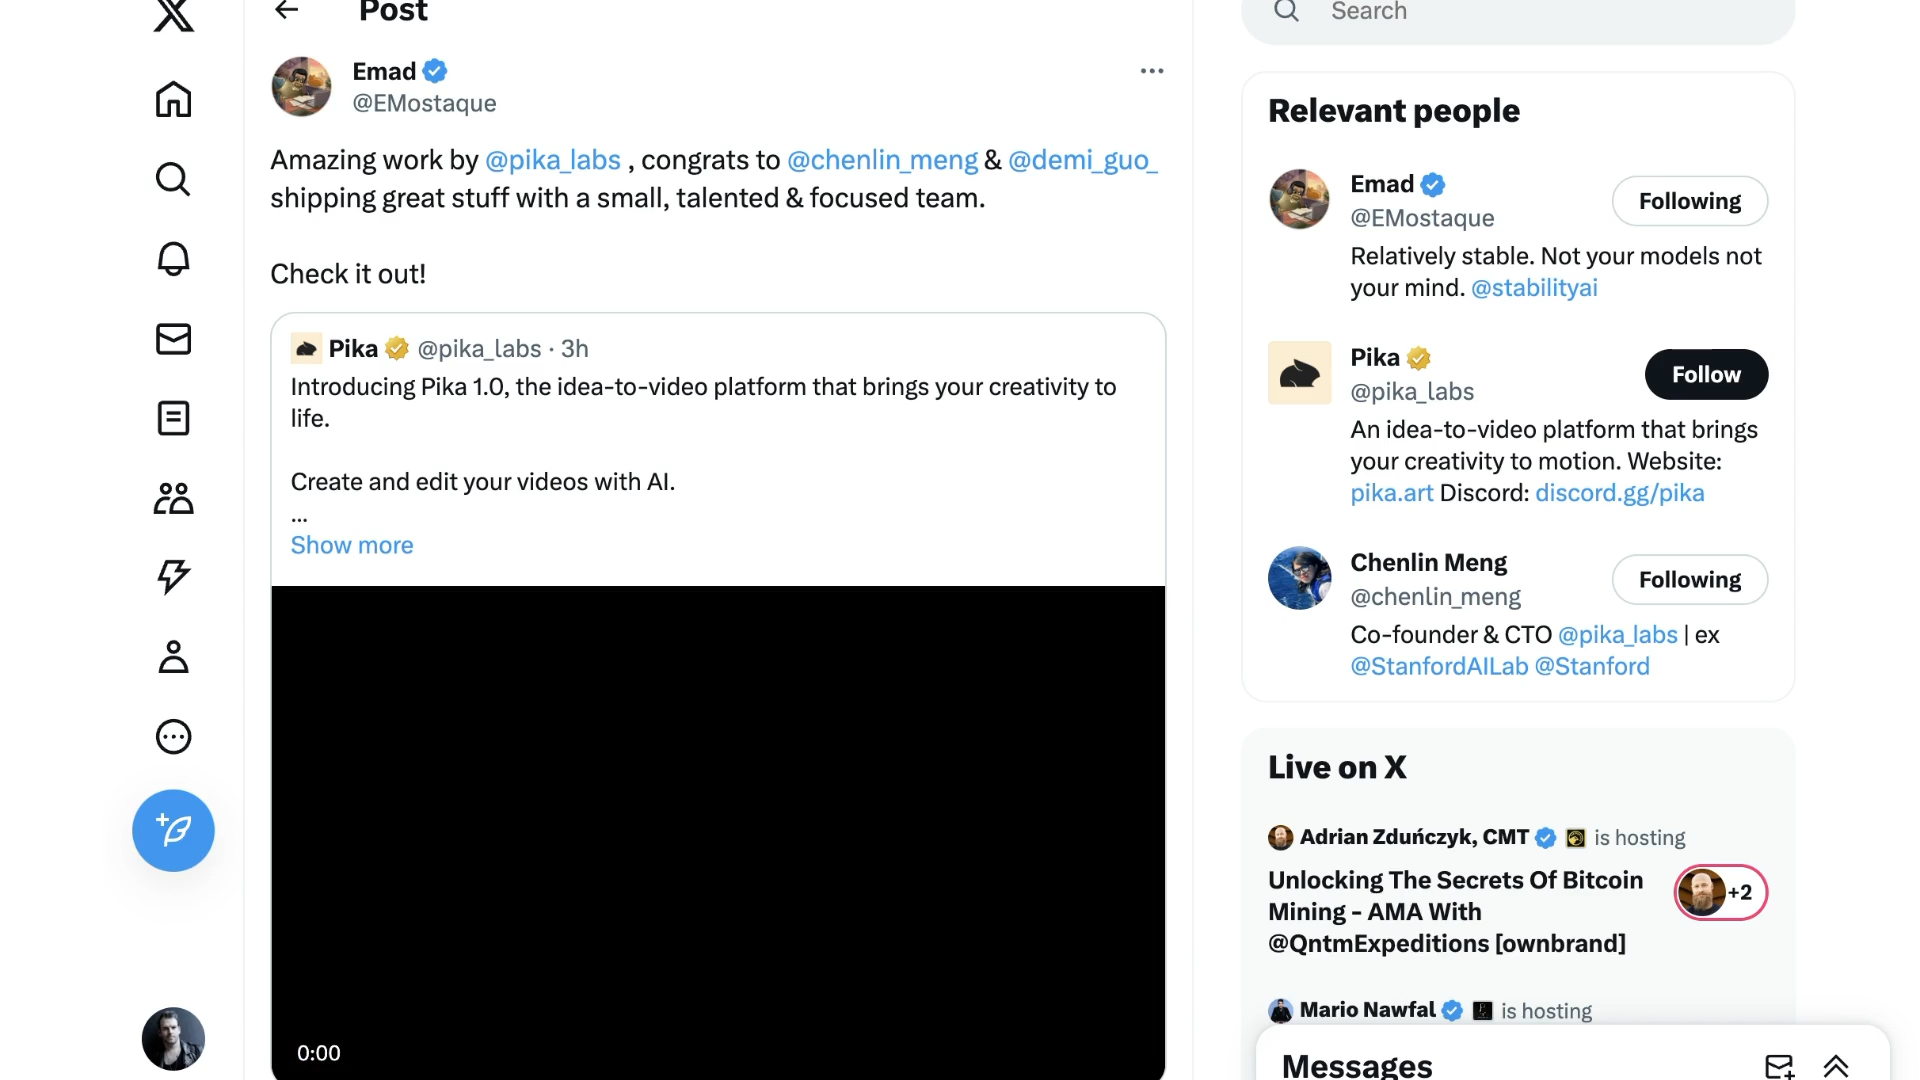 Post
Emad
@EMostaque
Amazing work by @pika_labs , congrats to @chenlin_meng & @demi_guo_
shipping great stuff with a small, talented & focused team.
Check it out!
Pika @pika_labs · 3h
Introducing Pika 1.0, the idea-to-video platform that brings your creativity to
life.
Create and edit your videos with AI.
...
Show more
0:00
Search
Relevant people
Emad
@EMostaque
Following
Relatively stable. Not your models not
your mind. @stabilityai
Pika
@pika_labs
Follow
An idea-to-video platform that brings
your creativity to motion. Website:
pika.art Discord: discord.gg/pika
Chenlin Meng
@chenlin_meng
Following
Co-founder & CTO @pika_labs | ex
@StanfordAILab @Stanford
Live on X
Adrian Zduńczyk, CMT is hosting
Unlocking The Secrets Of Bitcoin
Mining - AMA With
@QntmExpeditions [ownbrand]
+2
Mario Nawfal is hosting
Messages